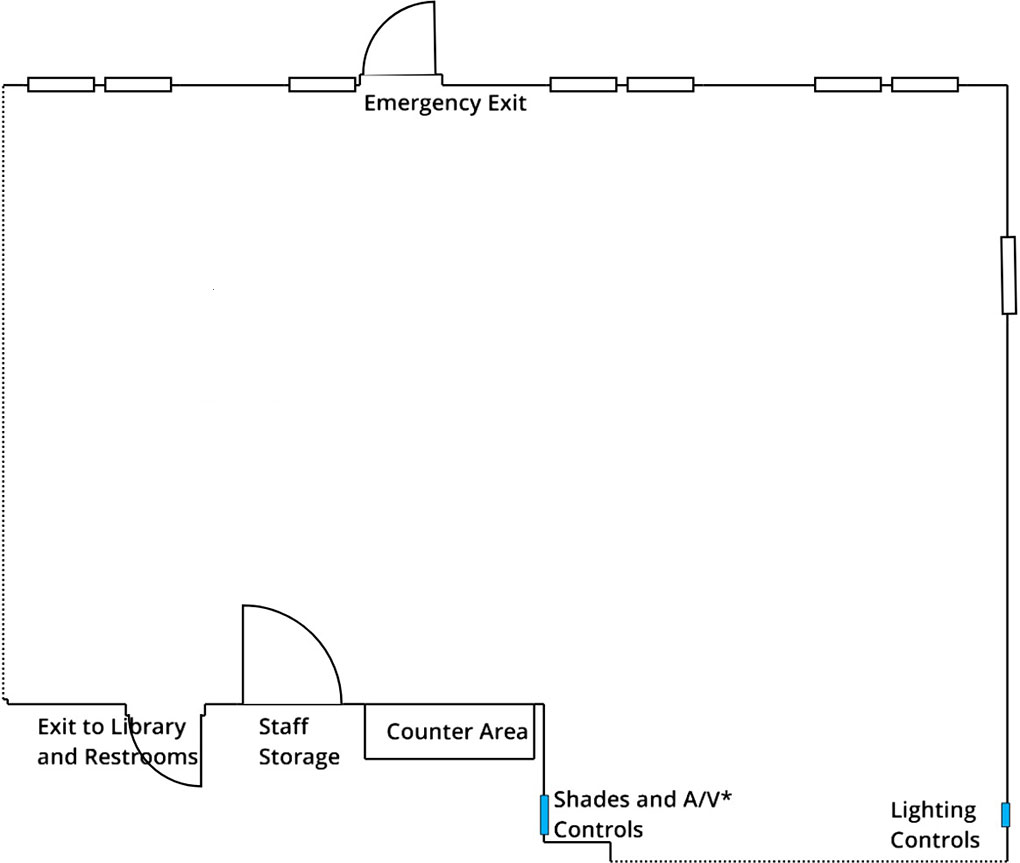 Emergency Exit
Exit to Library
and Restrooms
Staff
Storage
Counter Area
Shades and A/V*
Controls
Lighting
Controls